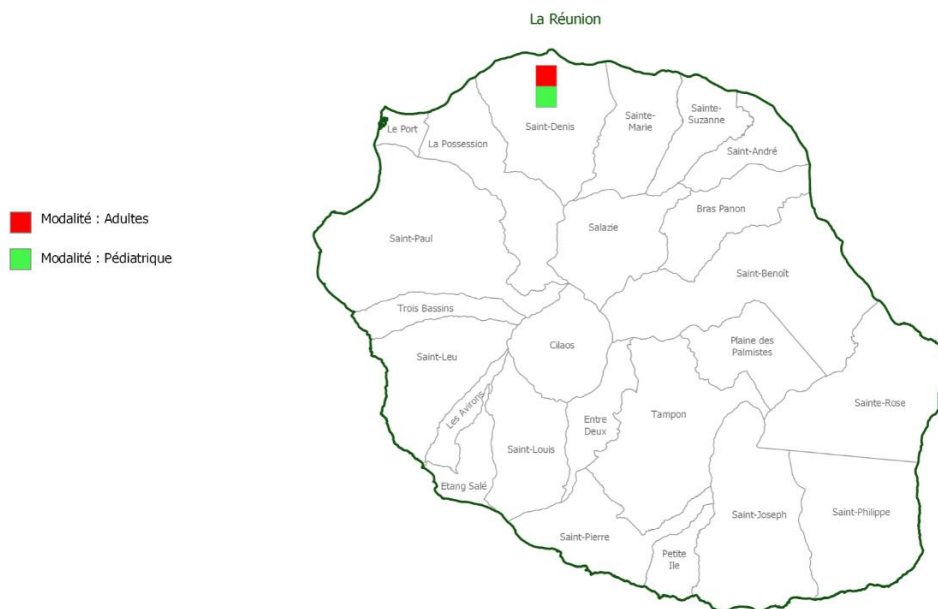 La Réunion
Le Port
La Possession
Saint-Denis
Sainte-
Marie
Sainte-
Suzanne
Saint-André
Modalité : Adultes
Modalité : Pédiatrique
Saint-Paul
Salazie
Bras Panon
Saint-Benoît
Trois Bassins
Saint-Leu
Cilaos
Plaine des
Palmistes
Les Avirons
Saint-Louis
Entre
Deux
Tampon
Sainte-Rose
Etang Salé
Saint-Pierre
Petite
Ile
Saint-Joseph
Saint-Philippe